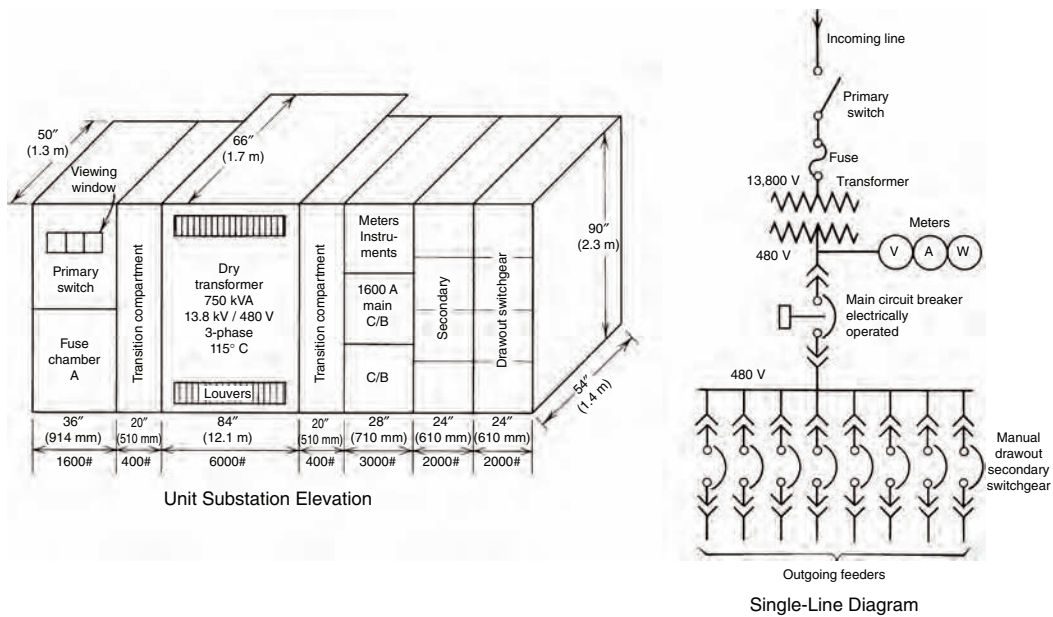 50″
(1.3 m)
Viewing
window
66″
(1.7 m)
90″
(2.3 m)
54″
(1.4 m)
Primary
switch
Fuse
chamber
A
Transition compartment
Dry
transformer
750 kVA
13.8 kV / 480 V
3-phase
115° C
Louvers
Transition compartment
Meters
Instru-
ments
1600 A
main
C/B
C/B
Secondary
Drawout switchgear
36″
(914 mm)
1600#
20″
(510 mm)
400#
84″
(12.1 m)
6000#
20″
(510 mm)
400#
28″
(710 mm)
3000#
24″
(610 mm)
2000#
24″
(610 mm)
2000#
Unit Substation Elevation
Incoming line
Primary
switch
Fuse
13,800 V
Transformer
480 V
Meters
V A W
Main circuit breaker
electrically
operated
480 V
Manual
drawout
secondary
switchgear
Outgoing feeders
Single-Line Diagram